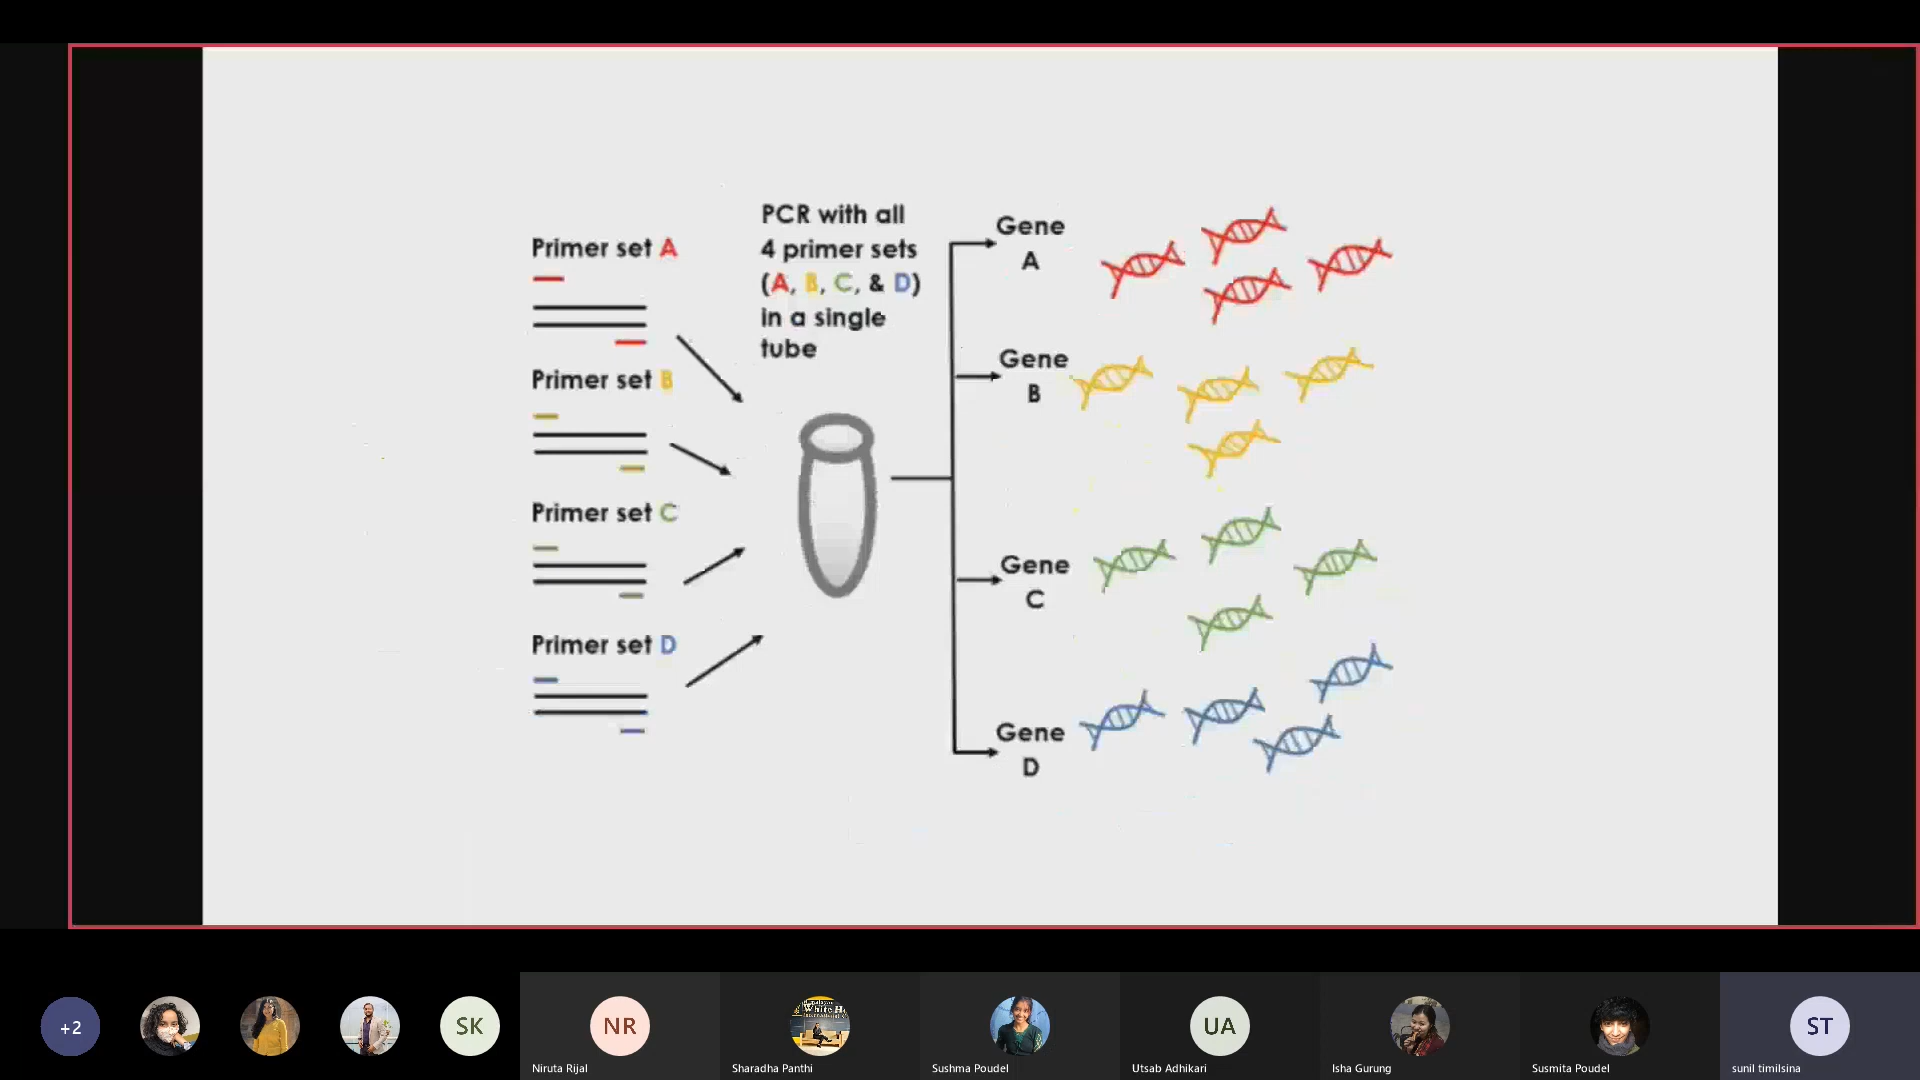 Primer set A
Primer set B
Primer set C
Primer set D
PCR with all
4 primer sets
(A, B, C, & D)
in a single
tube
Gene
A
Gene
B
Gene
C
Gene
D
+2
SK
NR
Niruta Rijal
White H
Sharadha Panthi
Sushma Poudel
UA
Utsab Adhikari
Isha Gurung
Susmita Poudel
ST
sunil timilsina